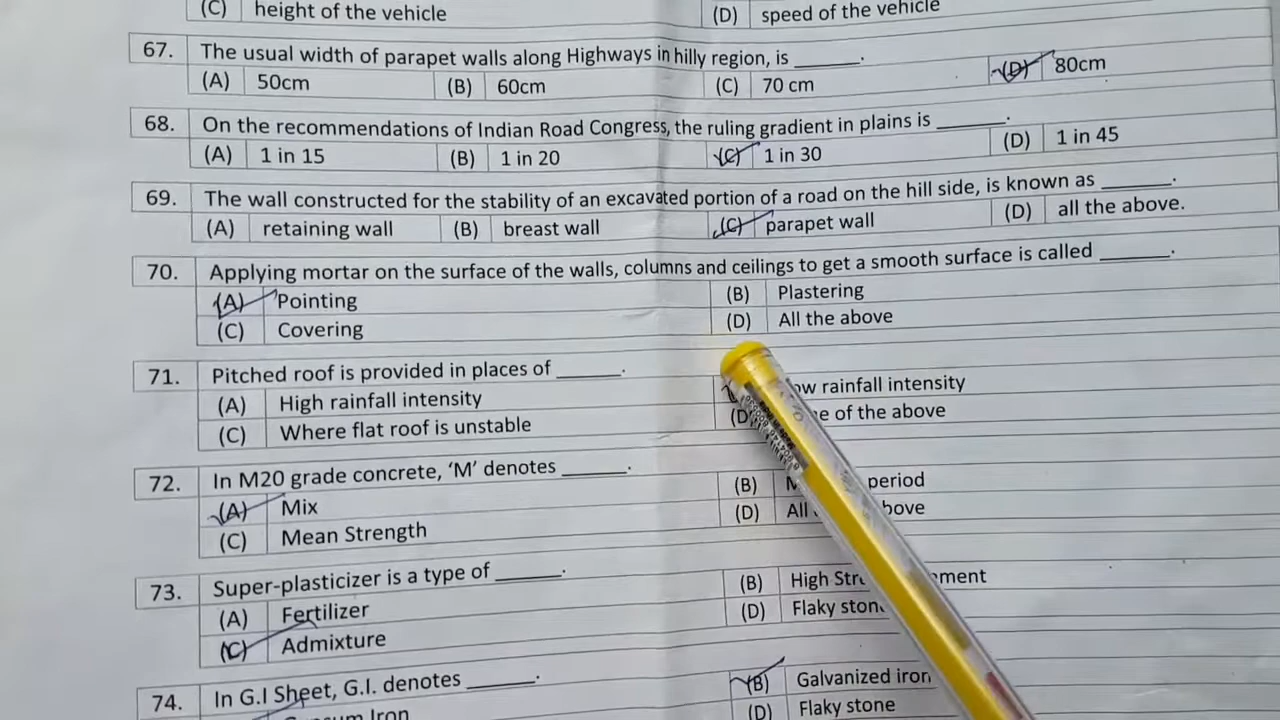 (C) height of the vehicle (D) speed of the vehicle
67. The usual width of parapet walls along Highways in hilly region, is ______.
(A) 50cm (B) 60cm (C) 70 cm (D) 80cm
68. On the recommendations of Indian Road Congress, the ruling gradient in plains is ______.
(A) 1 in 15 (B) 1 in 20 (C) 1 in 30 (D) 1 in 45
69. The wall constructed for the stability of an excavated portion of a road on the hill side, is known as ______.
(A) retaining wall (B) breast wall (C) parapet wall (D) all the above.
70. Applying mortar on the surface of the walls, columns and ceilings to get a smooth surface is called ______.
(A) Pointing (B) Plastering
(C) Covering (D) All the above
71. Pitched roof is provided in places of ______.
(A) High rainfall intensity rainfall intensity
(C) Where flat roof is unstable (D) of the above
72. In M20 grade concrete, ‘M’ denotes ______.
(A) Mix (B) period
(C) Mean Strength (D) All
73. Super-plasticizer is a type of ______.
(A) Fertilizer (B) High
(C) Admixture (D) Flaky
74. In G.I Sheet, G.I. denotes ______.
(B) Galvanized iron
Iron (D) Flaky stone